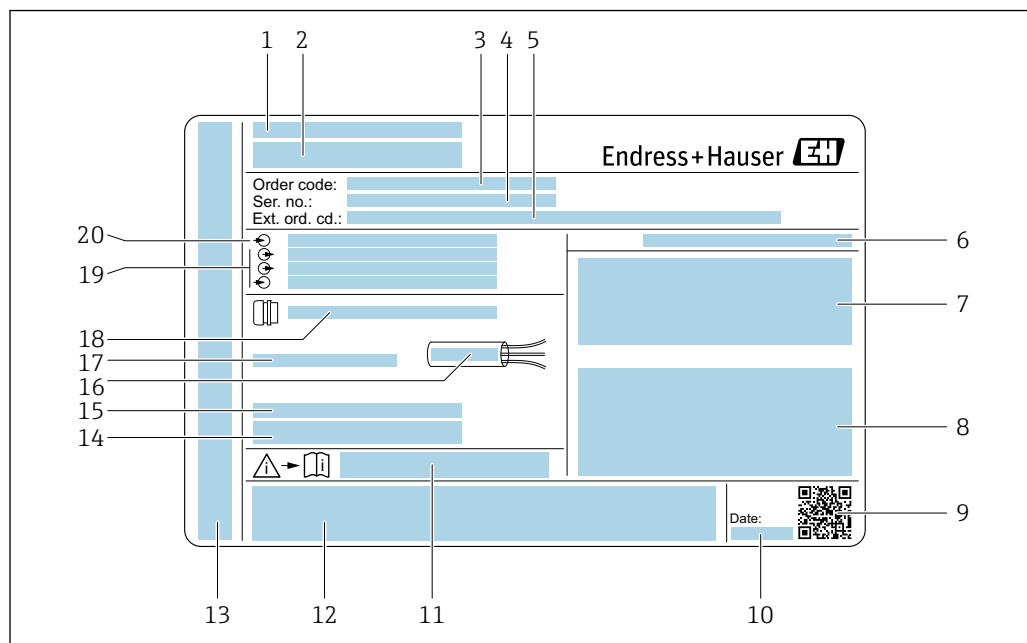 1 2 3 4 5
Endress+Hauser EH
Order code:
Ser. no.:
Ext. ord. cd.:
20
6
19
7
18
17
16
15
14
8
i i
Date:
9
13 12 11 10